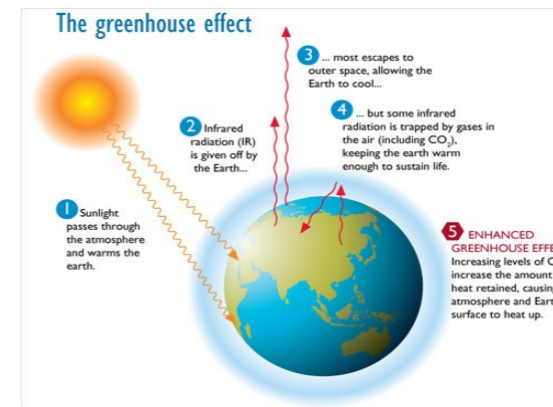 The greenhouse effect
1 Sunlight
passes through
the atmosphere
and warms the
earth.
2 Infrared
radiation (IR)
is given off by
the Earth...
3 ... most escapes to
outer space, allowing the
Earth to cool...
4 ... but some infrared
radiation is trapped by gases in
the air (including CO₂),
keeping the earth warm
enough to sustain life.
5 ENHANCED
GREENHOUSE
Increasing levels of
increase the amount
heat retained, causing
atmosphere and
surface to heat up.